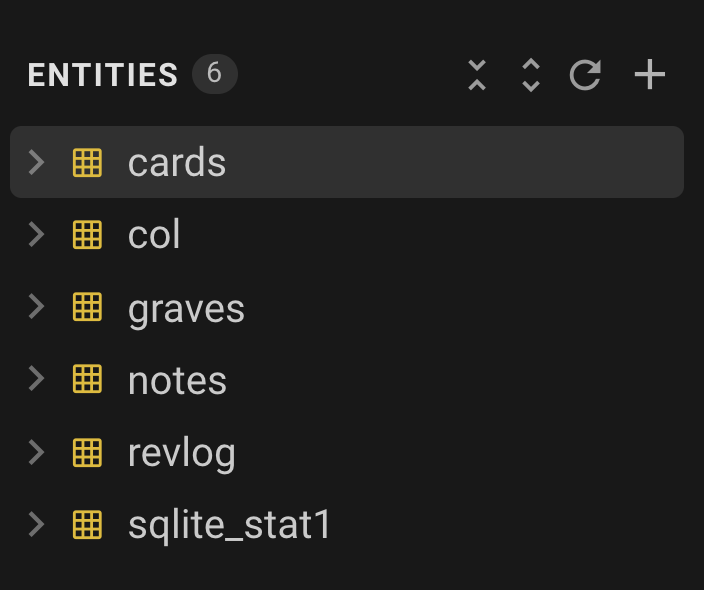 ENTITIES 6
cards
col
graves
notes
revlog
sqlite_stat1